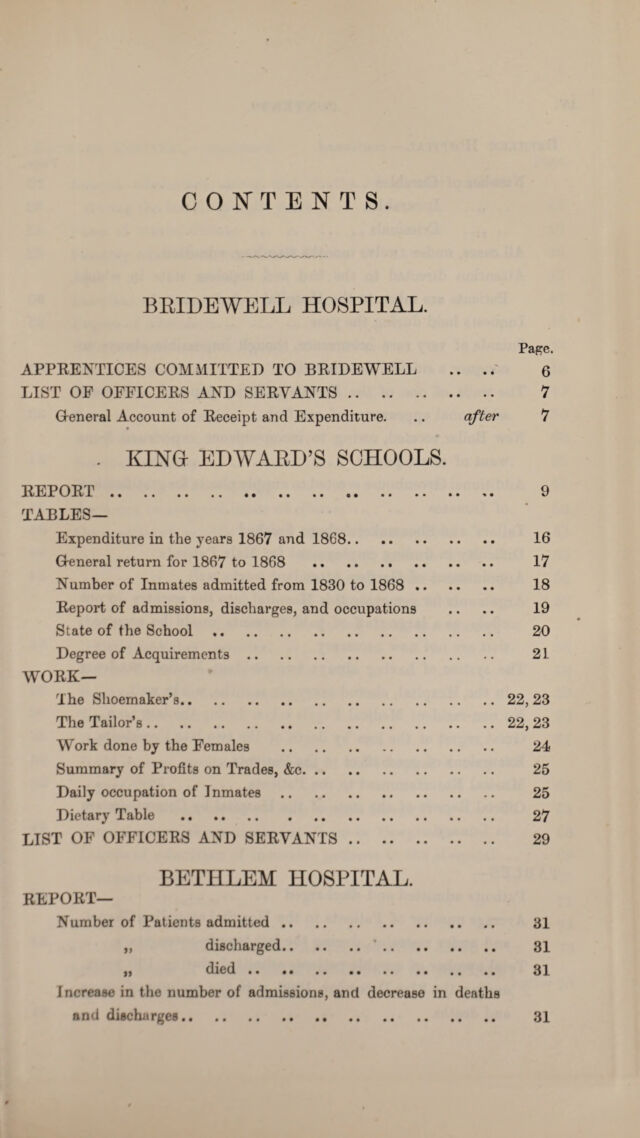 CONTENTS.
BRIDEWELL HOSPITAL.
Page.
APPRENTICES COMMITTED TO BRIDEWELL .. .. 6
LIST OF OFFICERS AND SERVANTS .. .. .. .. .. 7
General Account of Receipt and Expenditure. .. after 7
KING EDWARD'S SCHOOLS.
REPORT .. .. .. .. .. .. .. .. .. .. .. .. 9
TABLES—
Expenditure in the years 1867 and 1868.. .. .. .. .. 16
General return for 1867 to 1868 .. .. .. .. .. .. 17
Number of Inmates admitted from 1830 to 1868 .. .. .. 18
Report of admissions, discharges, and occupations .. .. 19
State of the School .. .. .. .. .. .. .. .. .. 20
Degree of Acquirements .. .. .. .. .. .. .. .. 21
WORK—
The Shoemaker's.. .. .. .. .. .. .. .. .. .. 22, 23
The Tailor's .. .. .. .. .. .. .. .. .. .. .. 22, 23
Work done by the Females .. .. .. .. .. .. .. 24
Summary of Profits on Trades, &c. .. .. .. .. .. .. 25
Daily occupation of Inmates .. .. .. .. .. .. .. 25
Dietary Table .. .. .. . .. .. .. .. .. .. 27
LIST OF OFFICERS AND SERVANTS .. .. .. .. .. 29
BETHLEM HOSPITAL.
REPORT—
Number of Patients admitted .. .. .. .. .. .. .. 31
„ discharged.. .. .. .. .. .. .. 31
„ died .. .. .. .. .. .. .. .. 31
Increase in the number of admissions, and decrease in deaths
and discharges.. .. .. .. .. .. .. .. .. .. 31